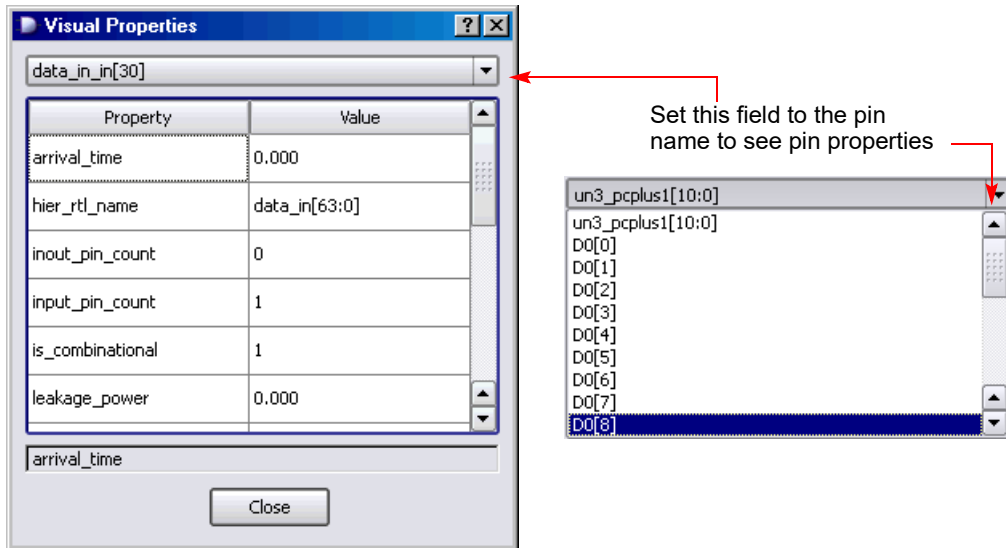 Visual Properties
data_in_in[30]
Property Value
arrival_time 0.000
hier_rtl_name data_in[63:0]
inout_pin_count 0
input_pin_count 1
is_combinational 1
leakage_power 0.000
arrival_time
Close
Set this field to the pin
name to see pin properties
un3_pcplus1[10:0]
un3_pcplus1[10:0]
D0[0]
D0[1]
D0[2]
D0[3]
D0[4]
D0[5]
D0[6]
D0[7]
D0[8]